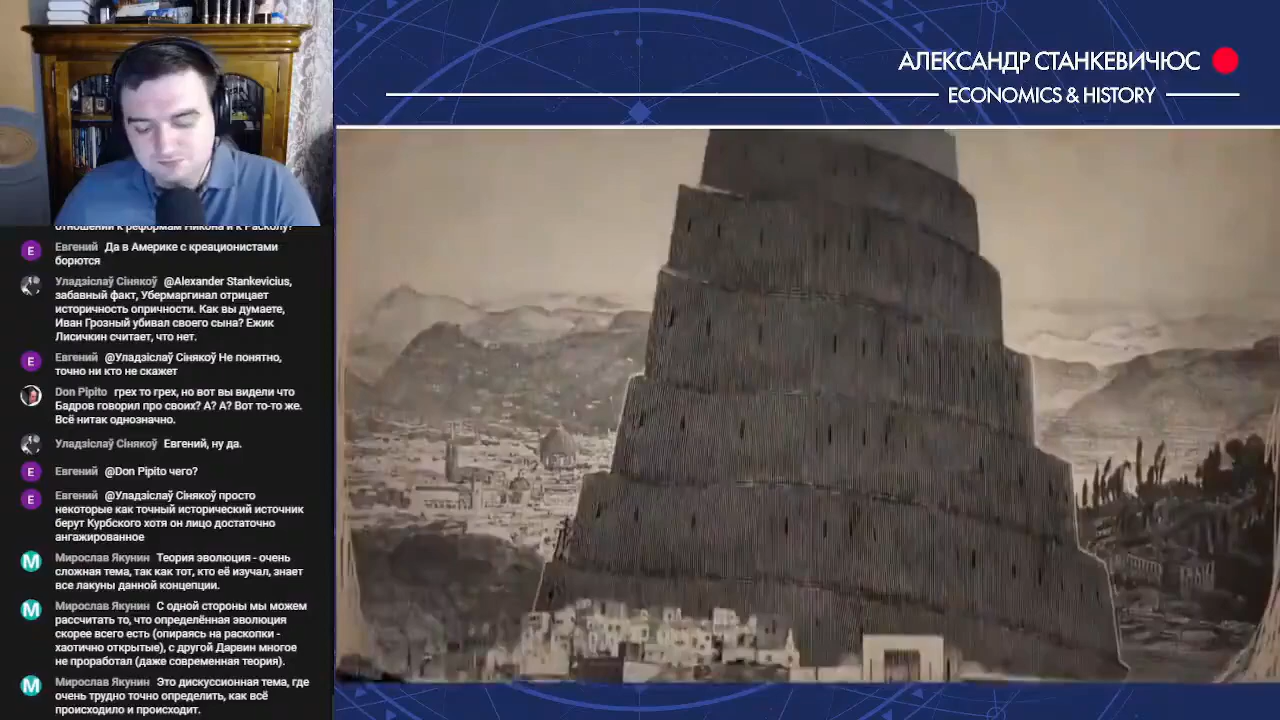 АЛЕКСАНДР СТАНКЕВИЧЮС
ECONOMICS & HISTORY
отношении к реформам Никона и к Расколу?
Евгений Да в Америке с креационистами
борются
Уладзіслаў Сінякоў @Alexander Stankevicius,
забавный факт, Убермаргинал отрицает
историчность опричности. Как вы думаете,
Иван Грозный убивал своего сына? Ежик
Лисичкин считает, что нет.
Евгений @Уладзіслаў Сінякоў Не понятно,
точно ни кто не скажет
Don Pipito грех то грех, но вот вы видели что
Бадров говорил про своих? А? А? Вот то-то же.
Всё нитак однозначно.
Уладзіслаў Сінякоў Евгений, ну да.
Евгений @Don Pipito чего?
Евгений @Уладзіслаў Сінякоў просто
некоторые как точный исторический источник
берут Курбского хотя он лицо достаточно
ангажированное
Мирослав Якунин Теория эволюция - очень
сложная тема, так как тот, кто её изучал, знает
все лакуны данной концепции.
Мирослав Якунин С одной стороны мы можем
рассчитать то, что определённая эволюция
скорее всего есть (опираясь на раскопки -
хаотично открытые), с другой Дарвин многое
не проработал (даже современная теория).
Мирослав Якунин Это дискуссионная тема, где
очень трудно точно определить, как всё
происходило и происходит.